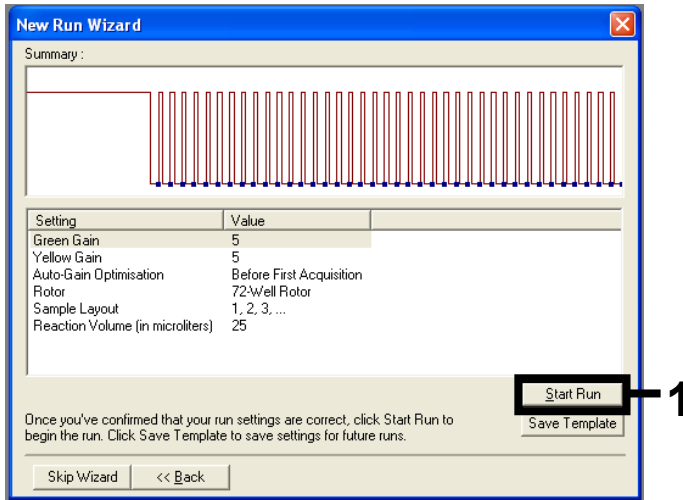 New Run Wizard
Summary :
Setting Value
Green Gain 5
Yellow Gain 5
Auto-Gain Optimisation Before First Acquisition
Rotor 72-Well Rotor
Sample Layout 1, 2, 3, ...
Reaction Volume (in microliters) 25
Start Run
1
Once you've confirmed that your run settings are correct, click Start Run to
begin the run. Click Save Template to save settings for future runs.
Save Template
Skip Wizard << Back